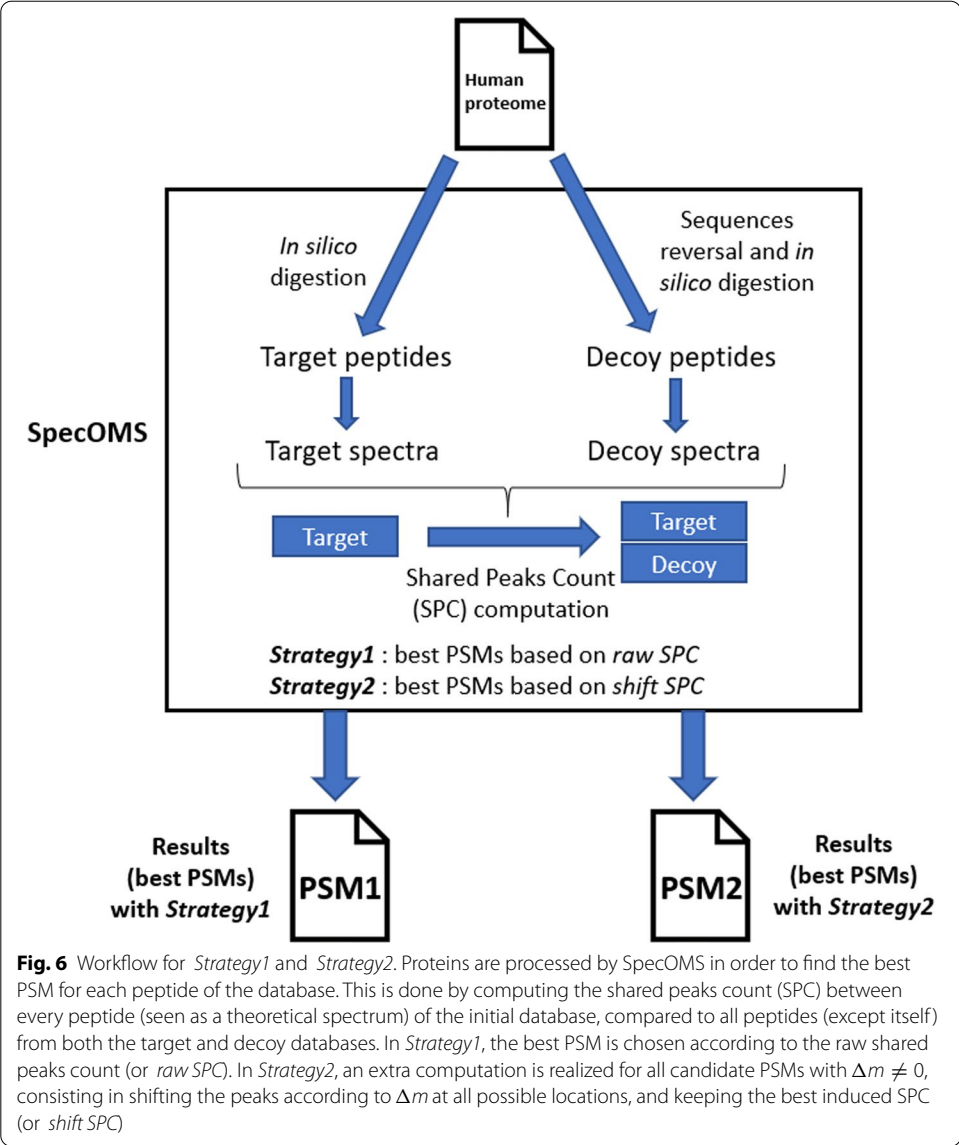 Human
proteome
In silico
digestion
Sequences
reversal and in
silico digestion
Target peptides
Decoy peptides
SpecOMS
Target spectra
Decoy spectra
Target
Target
Decoy
Shared Peaks Count
(SPC) computation
Strategy1 : best PSMs based on raw SPC
Strategy2 : best PSMs based on shift SPC
Results
(best PSMs)
with Strategy1
PSM1
PSM2
Results
(best PSMs)
with Strategy2
Fig. 6 Workflow for Strategy1 and Strategy2. Proteins are processed by SpecOMS in order to find the best
PSM for each peptide of the database. This is done by computing the shared peaks count (SPC) between
every peptide (seen as a theoretical spectrum) of the initial database, compared to all peptides (except itself)
from both the target and decoy databases. In Strategy1, the best PSM is chosen according to the raw shared
peaks count (or raw SPC). In Strategy2, an extra computation is realized for all candidate PSMs with Δm ≠ 0,
consisting in shifting the peaks according to Δm at all possible locations, and keeping the best induced SPC
(or shift SPC)